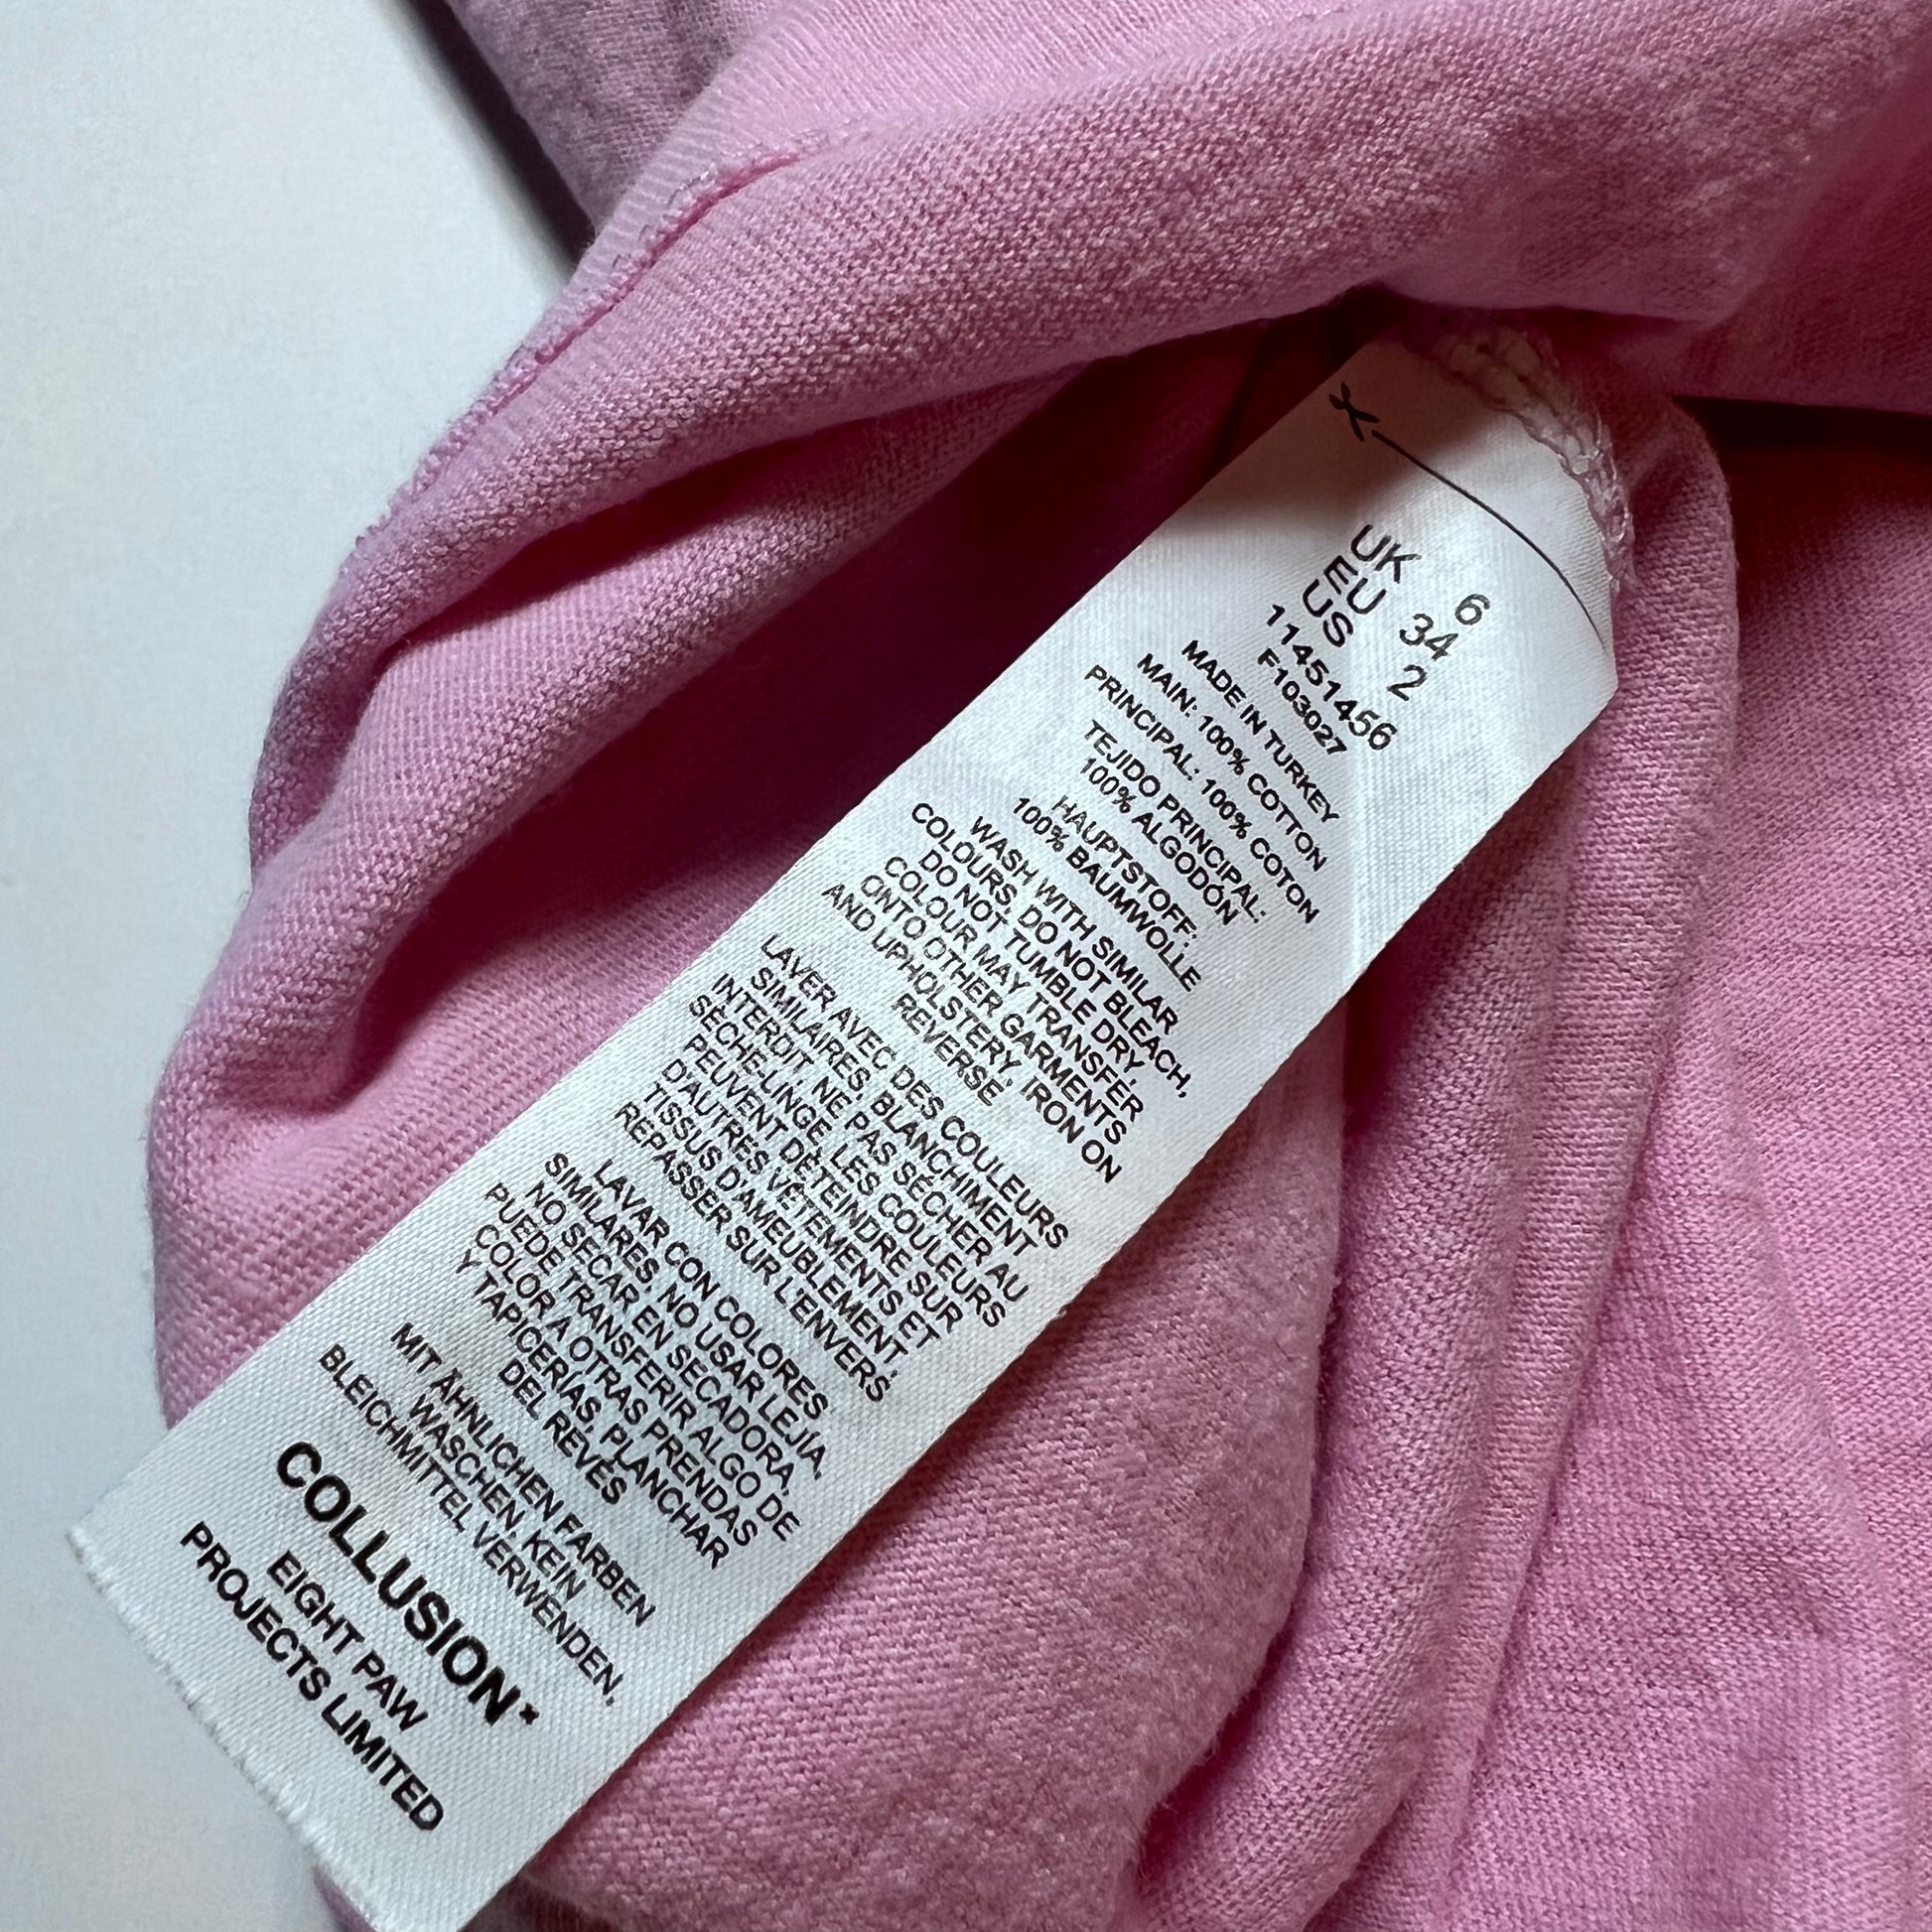 UK 6
EU 34
US 2
11451456
F103027
MADE IN TURKEY
MAIN: 100% COTTON
PRINCIPAL: 100% COTON
TEJIDO PRINCIPAL:
100% ALGODÓN
HAUPTSTOFF:
100% BAUMWOLLE
WASH WITH SIMILAR
COLOURS, DO NOT BLEACH,
DO NOT TUMBLE DRY,
COLOUR MAY TRANSFER
ONTO OTHER GARMENTS
AND UPHOLSTERY, IRON ON
REVERSE
LAVER AVEC DES COULEURS
SIMILAIRES, BLANCHIMENT
INTERDIT, NE PAS SÉCHER AU
SÈCHE-LINGE, LES COULEURS
PEUVENT DÉTEINDRE SUR
D'AUTRES VÊTEMENTS ET
TISSUS D'AMEUBLEMENT,
REPASSER SUR L'ENVERS
LAVAR CON COLORES
SIMILARES, NO USAR LEJÍA,
NO SECAR EN SECADORA,
PUEDE TRANSFERIR ALGO DE
COLOR A OTRAS PRENDAS
Y TAPICERÍAS, PLANCHAR
DEL REVÉS
MIT ÄHNLICHEN FARBEN
WASCHEN, KEIN
BLEICHMITTEL VERWENDEN,
COLLUSION*
EIGHT PAW
PROJECTS LIMITED